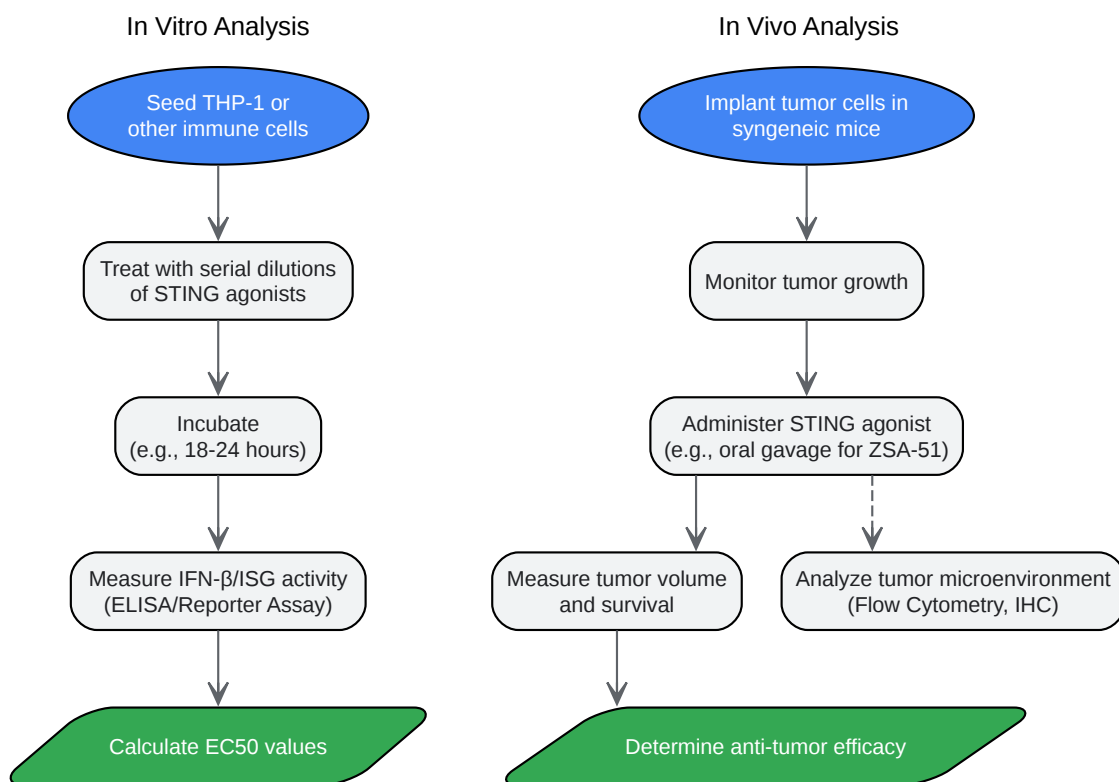 In Vitro Analysis
Seed THP-1 or
other immune cells
Treat with serial dilutions
of STING agonists
Incubate
(e.g., 18-24 hours)
Measure IFN-β/ISG activity
(ELISA/Reporter Assay)
Calculate EC50 values
In Vivo Analysis
Implant tumor cells in
syngeneic mice
Monitor tumor growth
Administer STING agonist
(e.g., oral gavage for ZSA-51)
Measure tumor volume
and survival
Analyze tumor microenvironment
(Flow Cytometry, IHC)
Determine anti-tumor efficacy